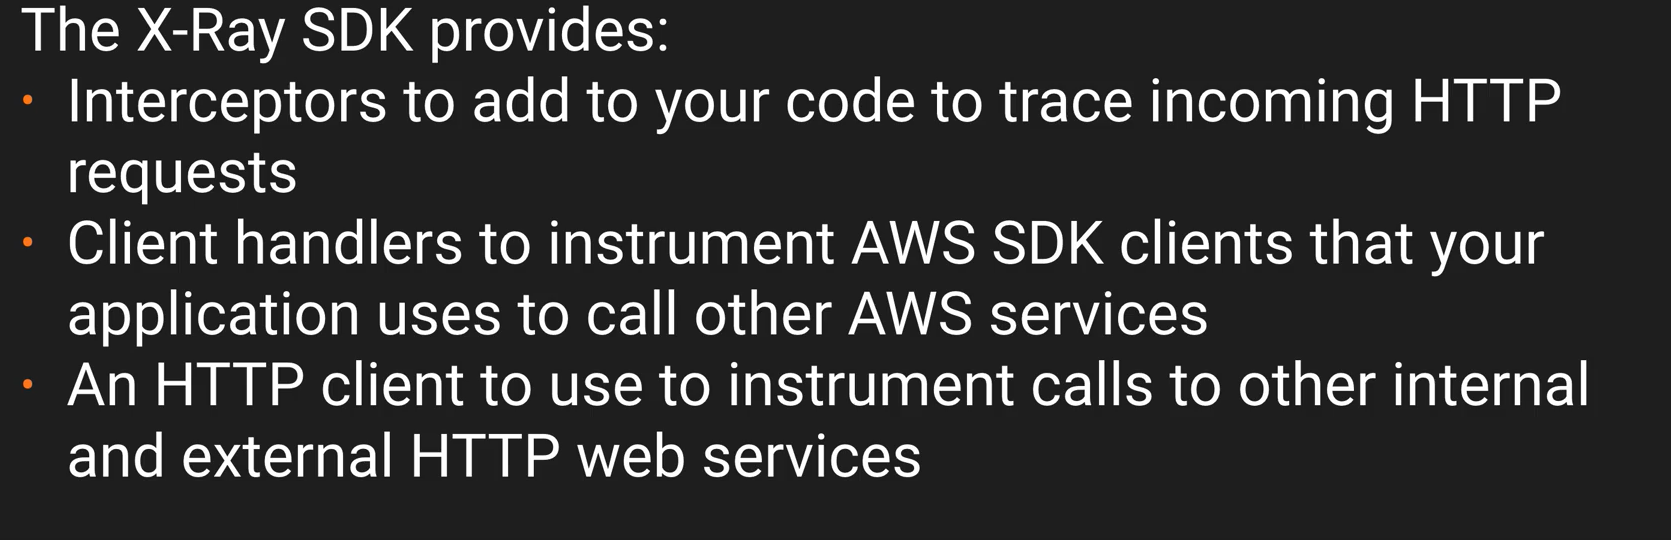 The X-Ray SDK provides:
• Interceptors to add to your code to trace incoming HTTP
requests
• Client handlers to instrument AWS SDK clients that your
application uses to call other AWS services
• An HTTP client to use to instrument calls to other internal
and external HTTP web services